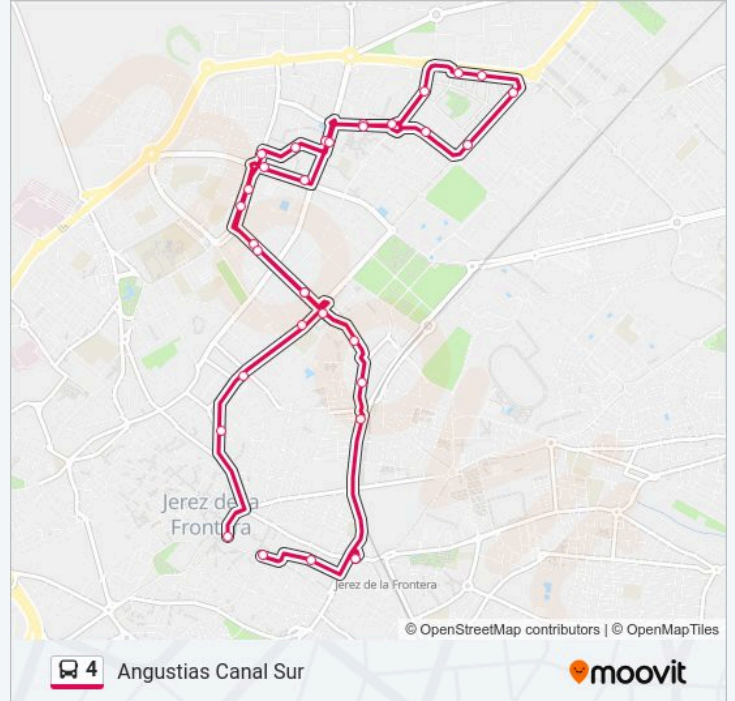 Jerez de la
Frontera
Jerez de la Frontera
© OpenStreetMap contributors | © OpenMapTiles
4 Angustias Canal Sur
moovit